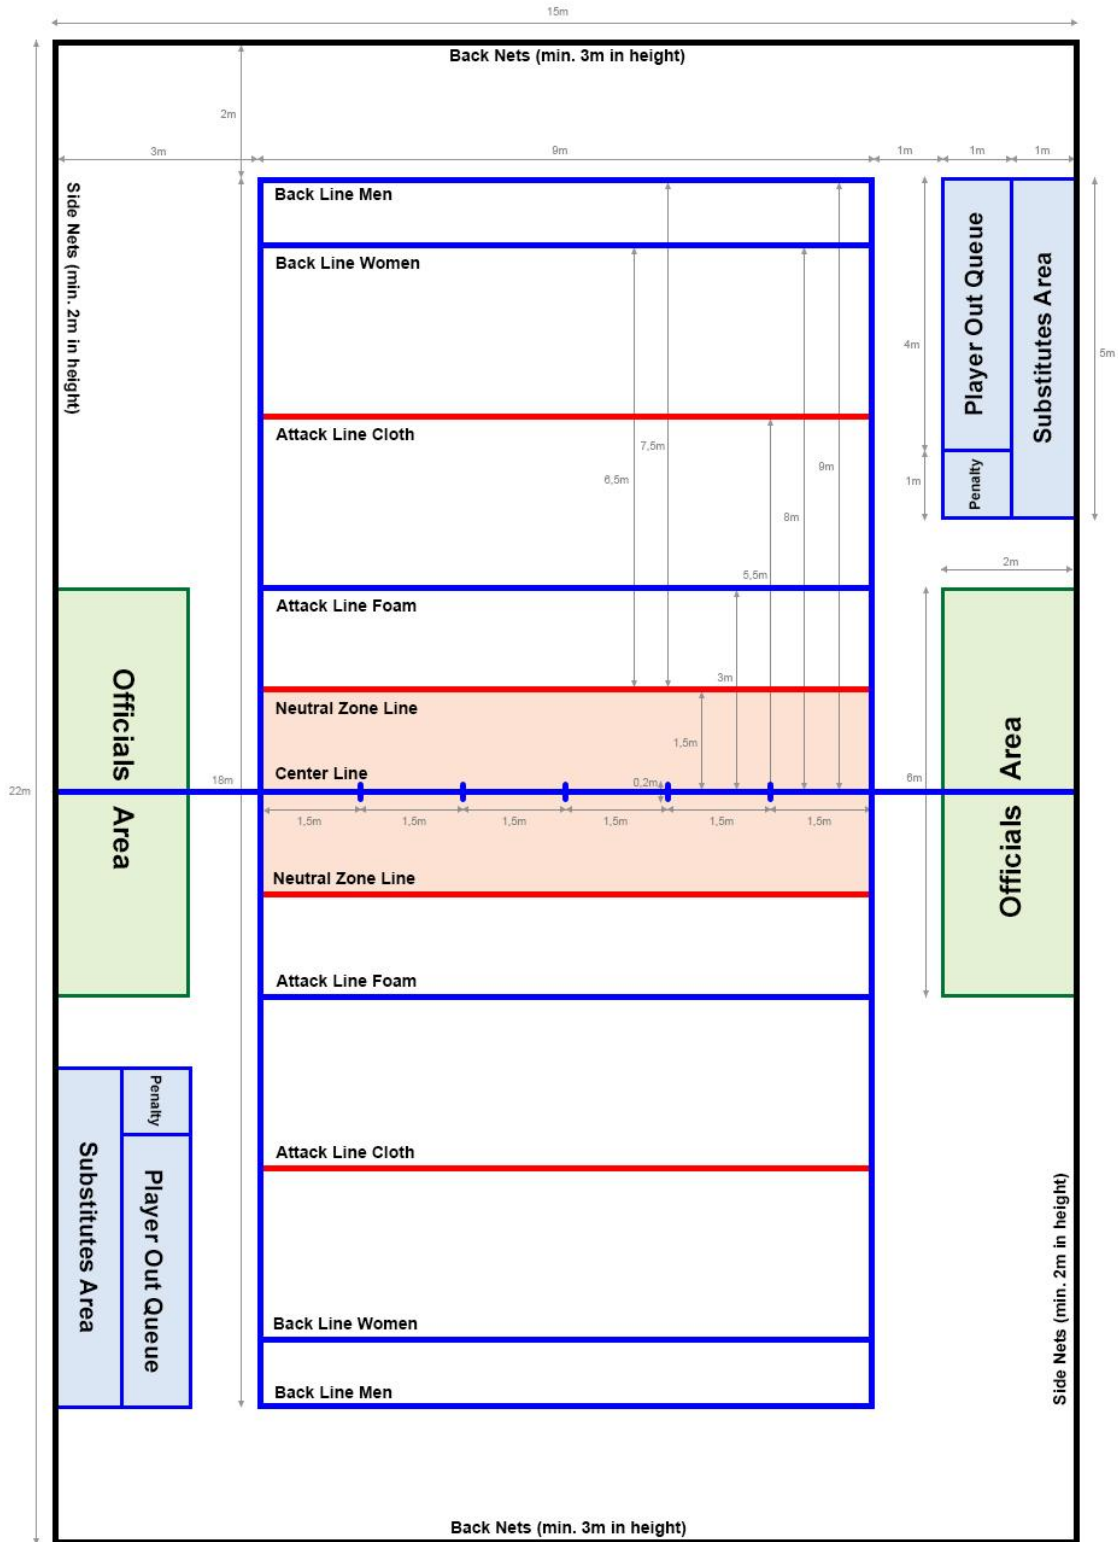 15m
Back Nets (min. 3m in height)
2m
3m
9m
1m
1m
1m
Side Nets (min. 2m in height)
Back Line Men
Back Line Women
Player Out Queue
Substitutes Area
4m
5m
Attack Line Cloth
7,5m
6,5m
9m
1m
Penalty
8m
5,5m
2m
Attack Line Foam
Officials Area
3m
Neutral Zone Line
1,5m
Officials Area
Center Line
18m
0,2m
6m
22m
1,5m
1,5m
1,5m
1,5m
1,5m
1,5m
Neutral Zone Line
Attack Line Foam
Penalty
Attack Line Cloth
Substitutes Area
Player Out Queue
Side Nets (min. 2m in height)
Back Line Women
Back Line Men
Back Nets (min. 3m in height)